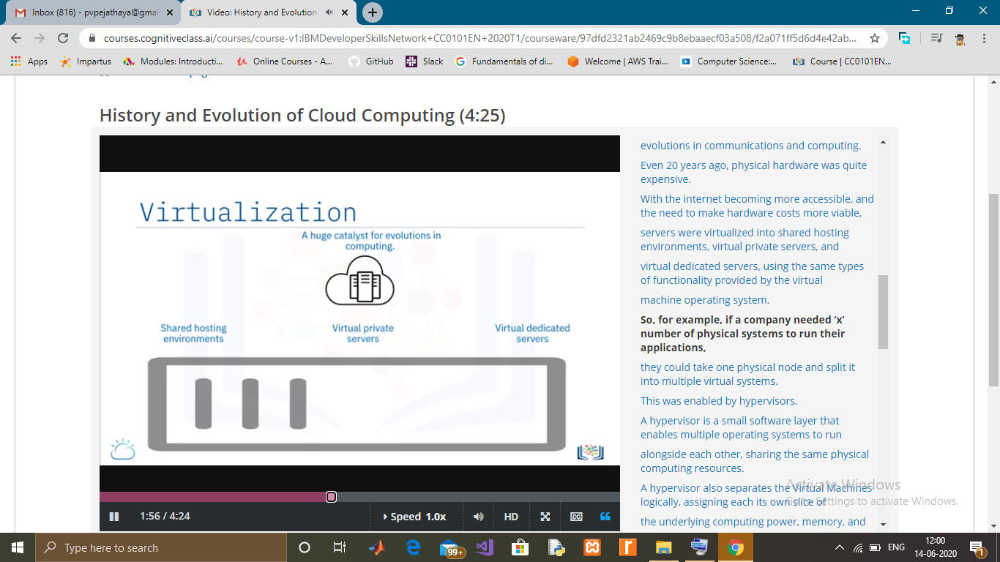 Inbox (816) - pvpejathaya@gmai
Video: History and Evolution
courses.cognitiveclass.ai/courses/course-v1:IBMDeveloperSkillsNetwork+CC0101EN+2020T1/courseware/97dfd2321ab2469c9b8ebaaecf03a508/f2a071ff5d6d4e42ab...
Apps Impartus Modules: Introducti... Online Courses - A... GitHub Slack Fundamentals of di... Welcome | AWS Trai... Computer Science:... Course | CC0101EN...
History and Evolution of Cloud Computing (4:25)
Virtualization
A huge catalyst for evolutions in
computing.
Shared hosting
environments
Virtual private
servers
Virtual dedicated
servers
1:56 / 4:24
Speed 1.0x
HD
CC
evolutions in communications and computing.
Even 20 years ago, physical hardware was quite
expensive.
With the internet becoming more accessible, and
the need to make hardware costs more viable,
servers were virtualized into shared hosting
environments, virtual private servers, and
virtual dedicated servers, using the same types
of functionality provided by the virtual
machine operating system.
So, for example, if a company needed ‘x’
number of physical systems to run their
applications,
they could take one physical node and split it
into multiple virtual systems.
This was enabled by hypervisors.
A hypervisor is a small software layer that
enables multiple operating systems to run
alongside each other, sharing the same physical
computing resources.
A hypervisor also separates the Virtual Machines
logically, assigning each its own slice of
the underlying computing power, memory, and
Activate Windows
Go to Settings to activate Windows.
Type here to search
99+
ENG
12:00
14-06-2020
1